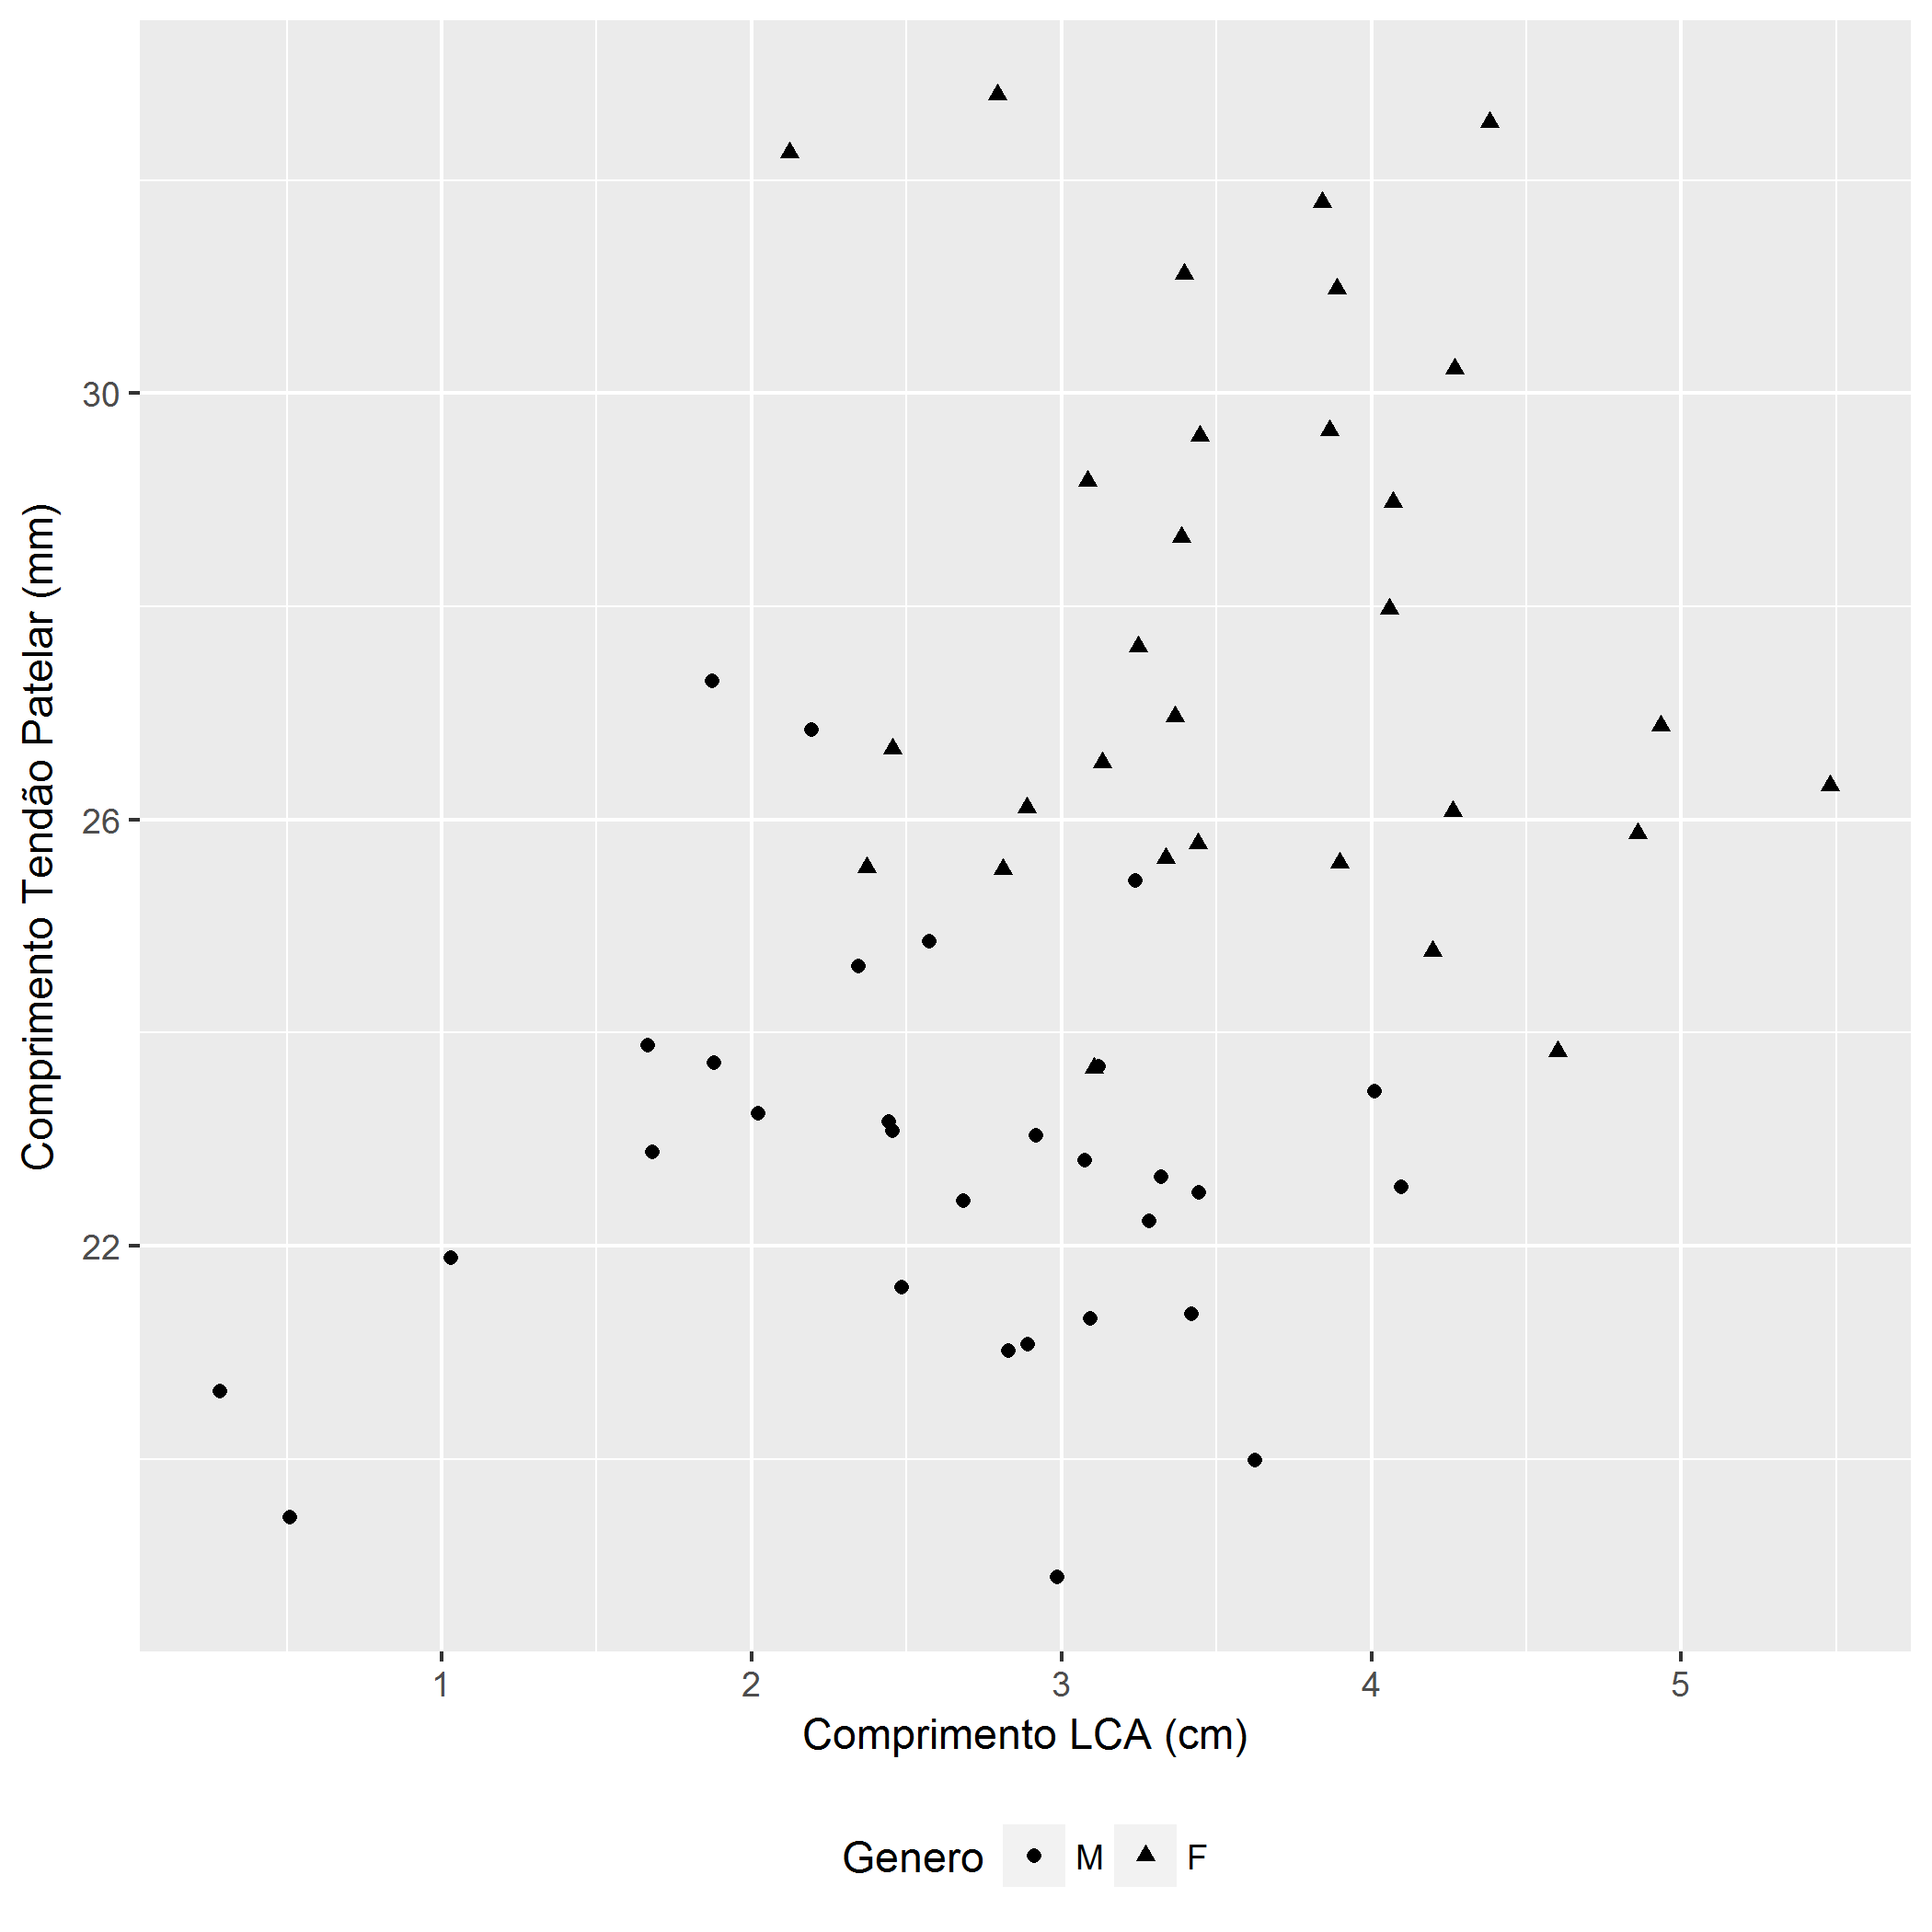 Comprimento Tendão Patelar (mm)
30
26
22
1 2 3 4 5
Comprimento LCA (cm)
Genero M F